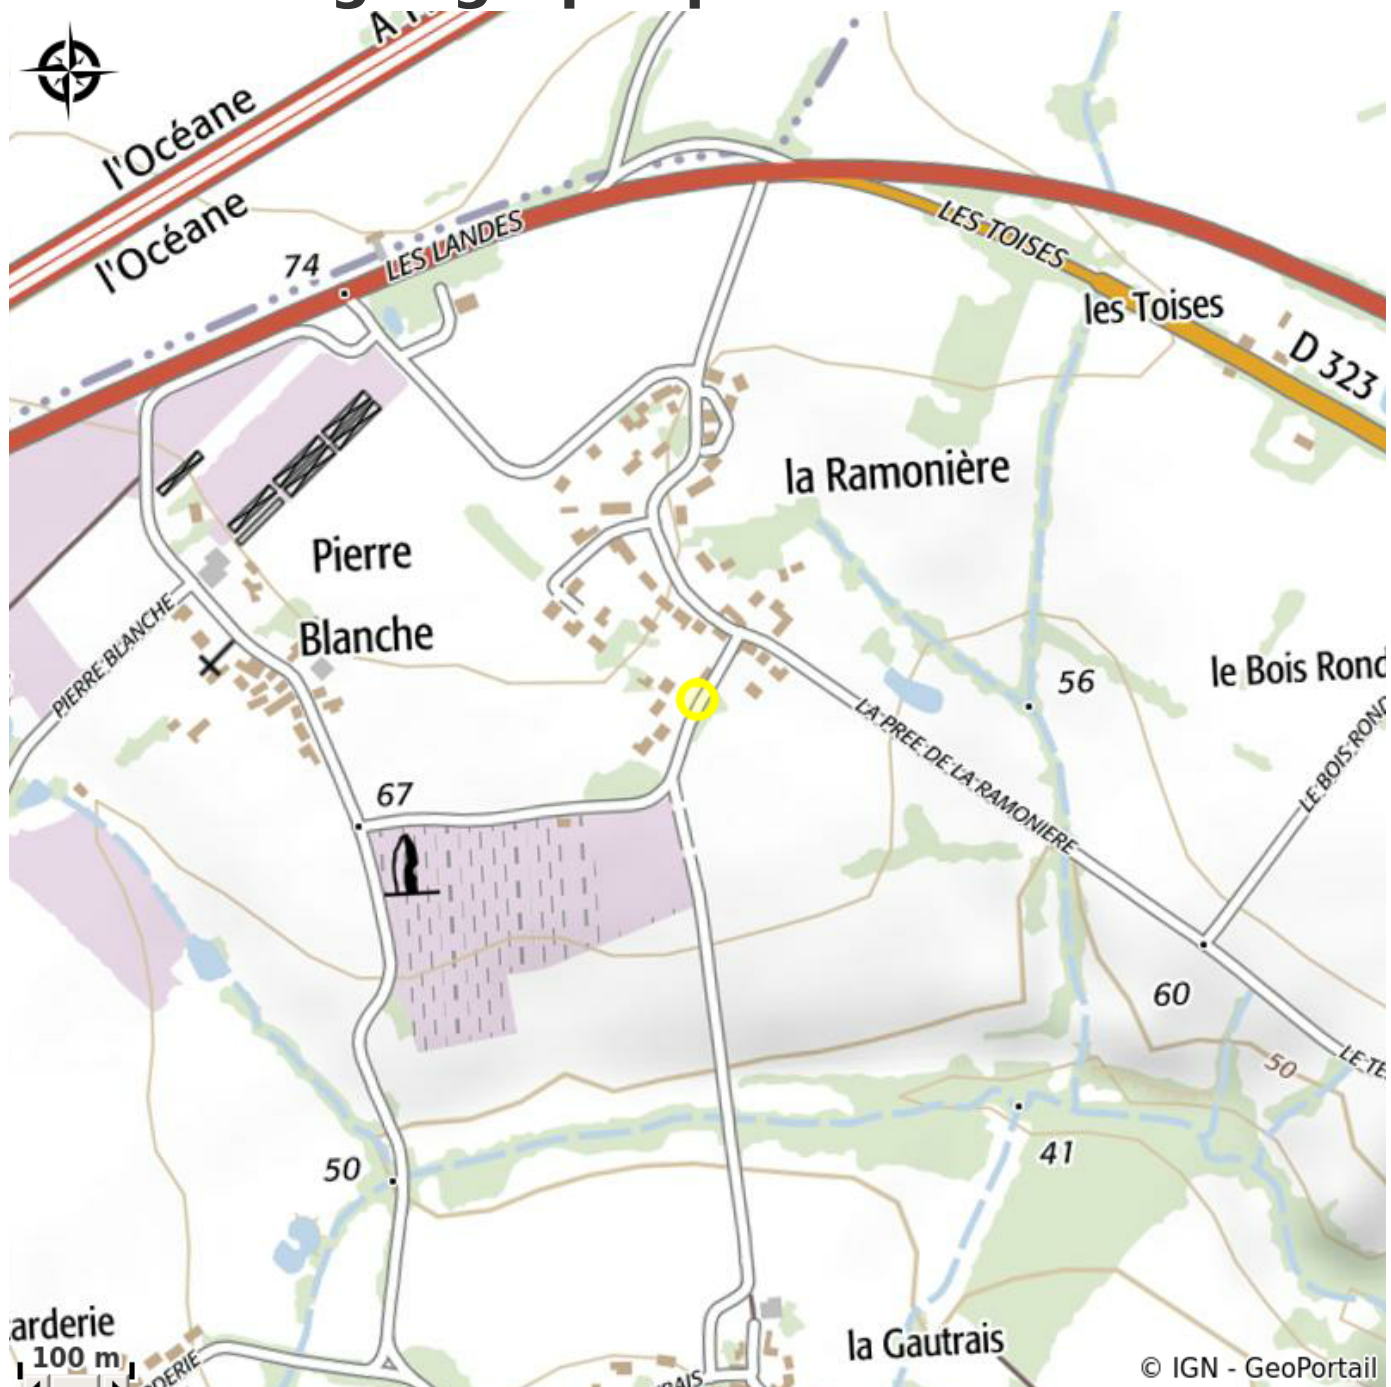 l'Océane
l'Océane
LES LANDES
74
LES TOISES
les Toises
D 323
la Ramonière
Pierre
Blanche
PIERRE BLANCHE
56
le Bois Rond
LA PREE DE LA RAMONIERE
LE BOIS ROND
67
60
50
41
50
la Gautrais
100 m
© IGN - GeoPortail